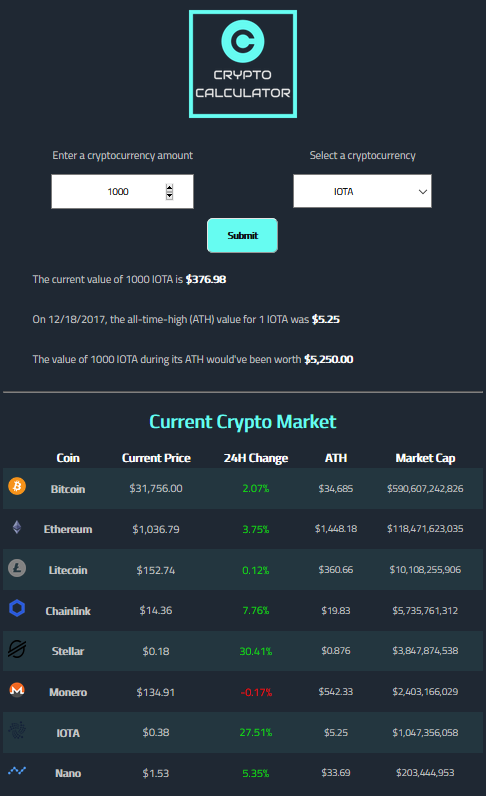 C
CRYPTO
CALCULATOR
Enter a cryptocurrency amount
Select a cryptocurrency
1000
IOTA
Submit
The current value of 1000 IOTA is $376.98
On 12/18/2017, the all-time-high (ATH) value for 1 IOTA was $5.25
The value of 1000 IOTA during its ATH would've been worth $5,250.00
Current Crypto Market
Coin Current Price 24H Change ATH Market Cap
Bitcoin $31,756.00 2.07% $34,685 $590,607,242,826
Ethereum $1,036.79 3.75% $1,448.18 $118,471,623,035
Litecoin $152.74 0.12% $360.66 $10,108,255,906
Chainlink $14.36 7.76% $19.83 $5,735,761,312
Stellar $0.18 30.41% $0.876 $3,847,874,538
Monero $134.91 -0.17% $542.33 $2,403,166,029
IOTA $0.38 27.51% $5.25 $1,047,356,058
Nano $1.53 5.35% $33.69 $203,444,953